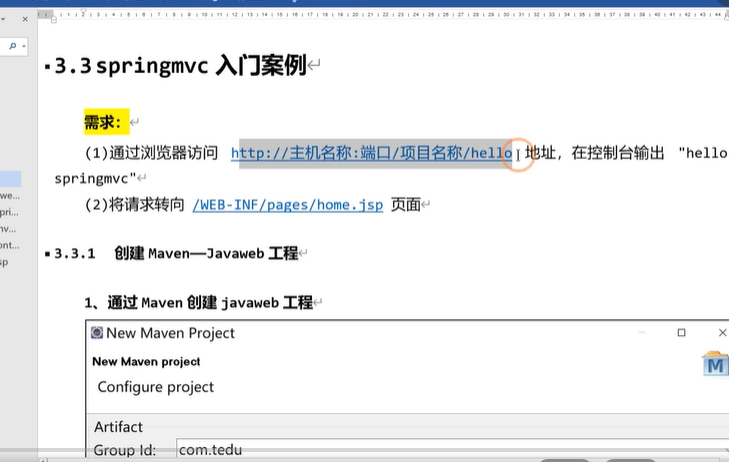 3.3 springmvc 入门案例
需求:
(1)通过浏览器访问 http://主机名称:端口/项目名称/hello 地址, 在控制台输出 "hello
springmvc"
(2)将请求转向 /WEB-INF/pages/home.jsp 页面
3.3.1 创建 Maven——Javaweb 工程
1、通过 Maven 创建 javaweb 工程
New Maven Project
New Maven project
Configure project
Artifact
Group Id: com.tedu